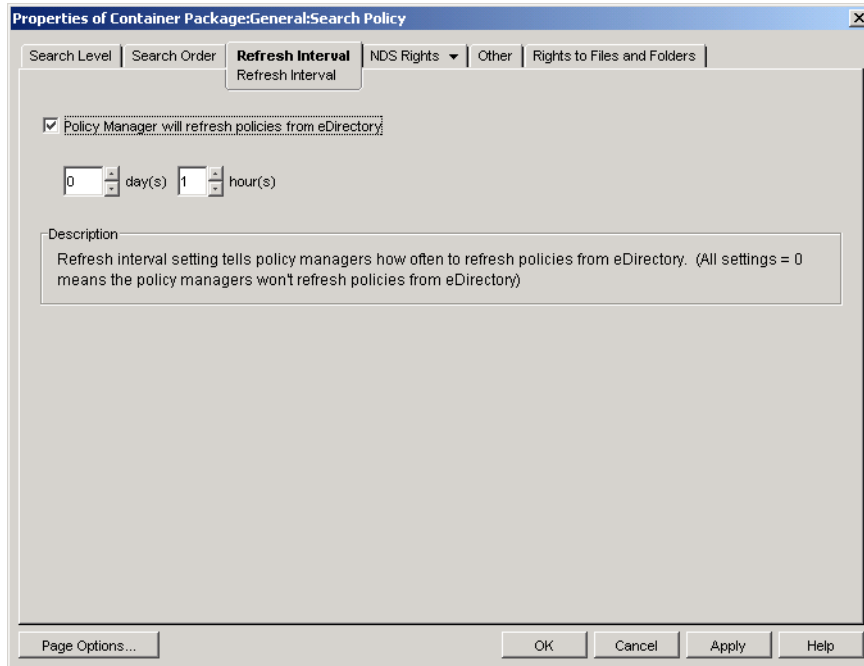 Properties of Container Package:General:Search Policy
Search Level Search Order Refresh Interval NDS Rights Other Rights to Files and Folders
Refresh Interval
Policy Manager will refresh policies from eDirectory
0 day(s) 1 hour(s)
Description
Refresh interval setting tells policy managers how often to refresh policies from eDirectory. (All settings = 0
means the policy managers won't refresh policies from eDirectory)
Page Options... OK Cancel Apply Help